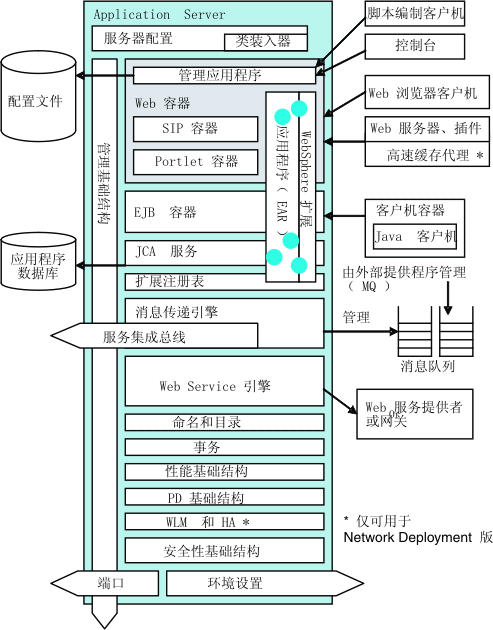 Application Server
服务器配置
类装入器
管理应用程序
Web 容器
SIP 容器
Portlet 容器
EJB 容器
JCA 服务
扩展注册表
消息传递引擎
服务集成总线
Web Service 引擎
命名和目录
事务
性能基础结构
PD 基础结构
WLM 和 HA *
安全性基础结构
端口
环境设置
管理基础结构
应用程序（ EAR ）
WebSphere 扩展
配置文件
应用程序
数据库
脚本编制客户机
控制台
Web 浏览器客户机
Web 服务器、插件
高速缓存代理 *
客户机容器
Java 客户机
由外部提供程序管理
（ MQ ）
管理
消息队列
Web 服务提供者
或网关
* 仅可用于
Network Deployment 版